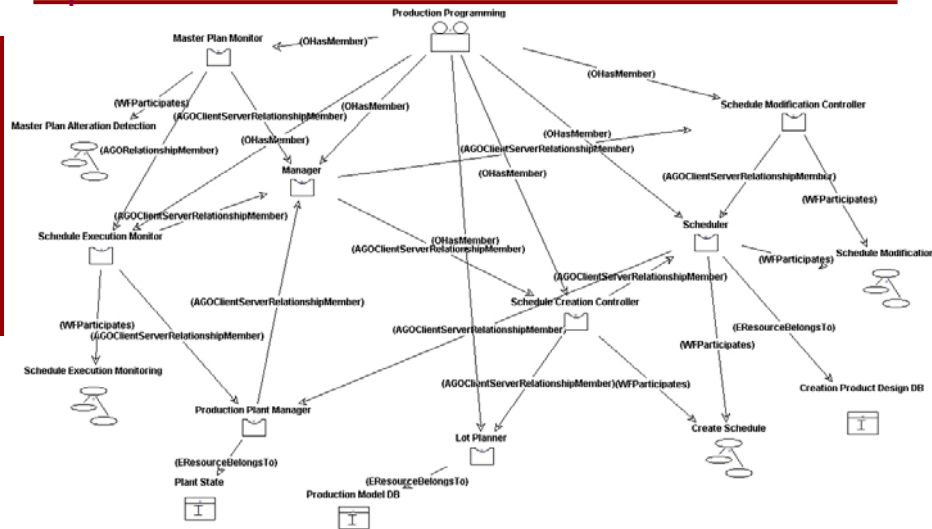 Production Programming
Master Plan Monitor
(OHasMember)
(OHasMember)
(WFParticipates)
(OHasMember)
Schedule Modification Controller
(AGOClientServerRelationshipMember)
Master Plan Alteration Detection
(OHasMember)
(OHasMember)
(AGORelationshipMember)
(AGOClientServerRelationshipMember)
Manager
(OHasMember)
(AGOClientServerRelationshipMember)
(WFParticipates)
(AGOClientServerRelationshipMember)
Scheduler
Schedule Execution Monitor
(OHasMember)
(AGOClientServerRelationshipMember)
Schedule Modification
(WFParticipates)
(AGOClientServerRelationshipMember)
(AGOClientServerRelationshipMember)
Schedule Creation Controller
(WFParticipates)
(AGOClientServerRelationshipMember)
(AGOClientServerRelationshipMember)
(EResourceBelongsTo)
(WFParticipates)
Schedule Execution Monitoring
(AGOClientServerRelationshipMember)
(WFParticipates)
Creation Product Design DB
Production Plant Manager
Create Schedule
Lot Planner
(EResourceBelongsTo)
Plant State
(EResourceBelongsTo)
Production Model DB